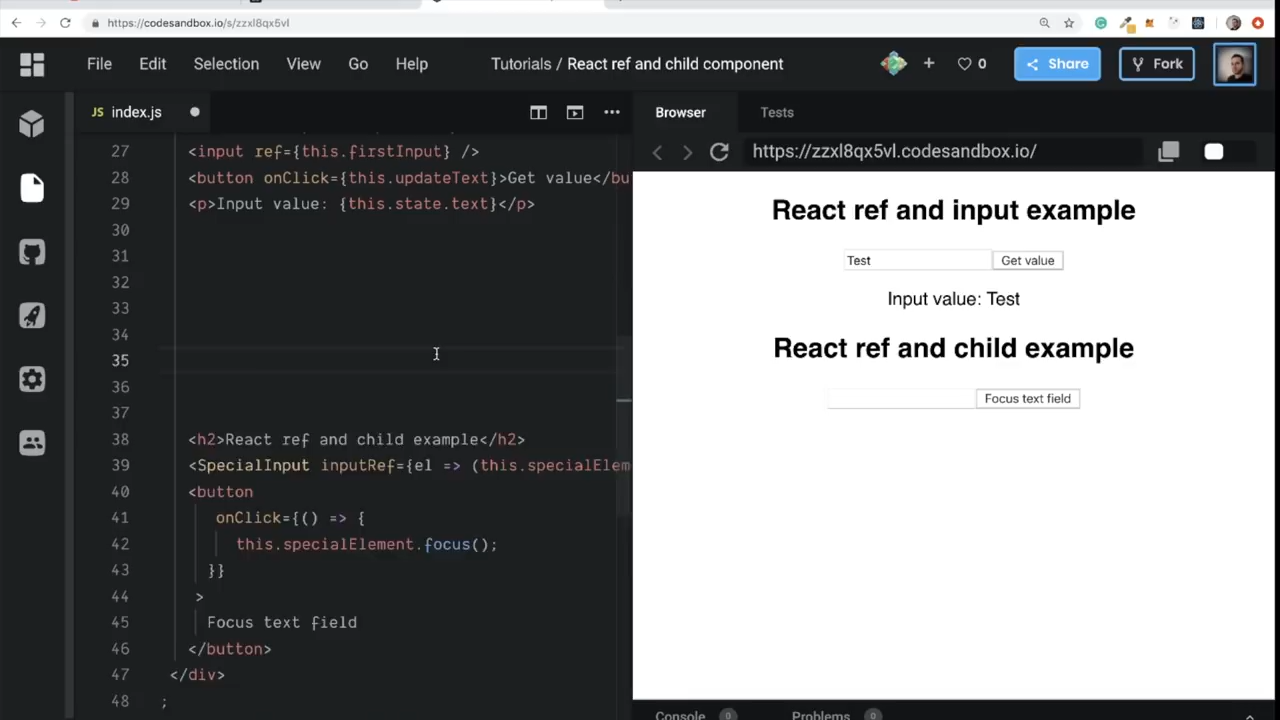 https://codesandbox.io/s/zzxl8qx5vl
File Edit Selection View Go Help
Tutorials / React ref and child component
+ 0 Share Fork
JS index.js
Browser Tests
https://zzxl8qx5vl.codesandbox.io/
27 <input ref={this.firstInput} />
28 <button onClick={this.updateText}>Get value</bu
29 <p>Input value: {this.state.text}</p>
30
31
32
33
34
35
36
37
38 <h2>React ref and child example</h2>
39 <SpecialInput inputRef={el => (this.specialElem
40 <button
41 onClick={() => {
42 this.specialElement.focus();
43 }}
44 >
45 Focus text field
46 </button>
47 </div>
48 ;
React ref and input example
Test Get value
Input value: Test
React ref and child example
Focus text field
Console 0 Problems 0